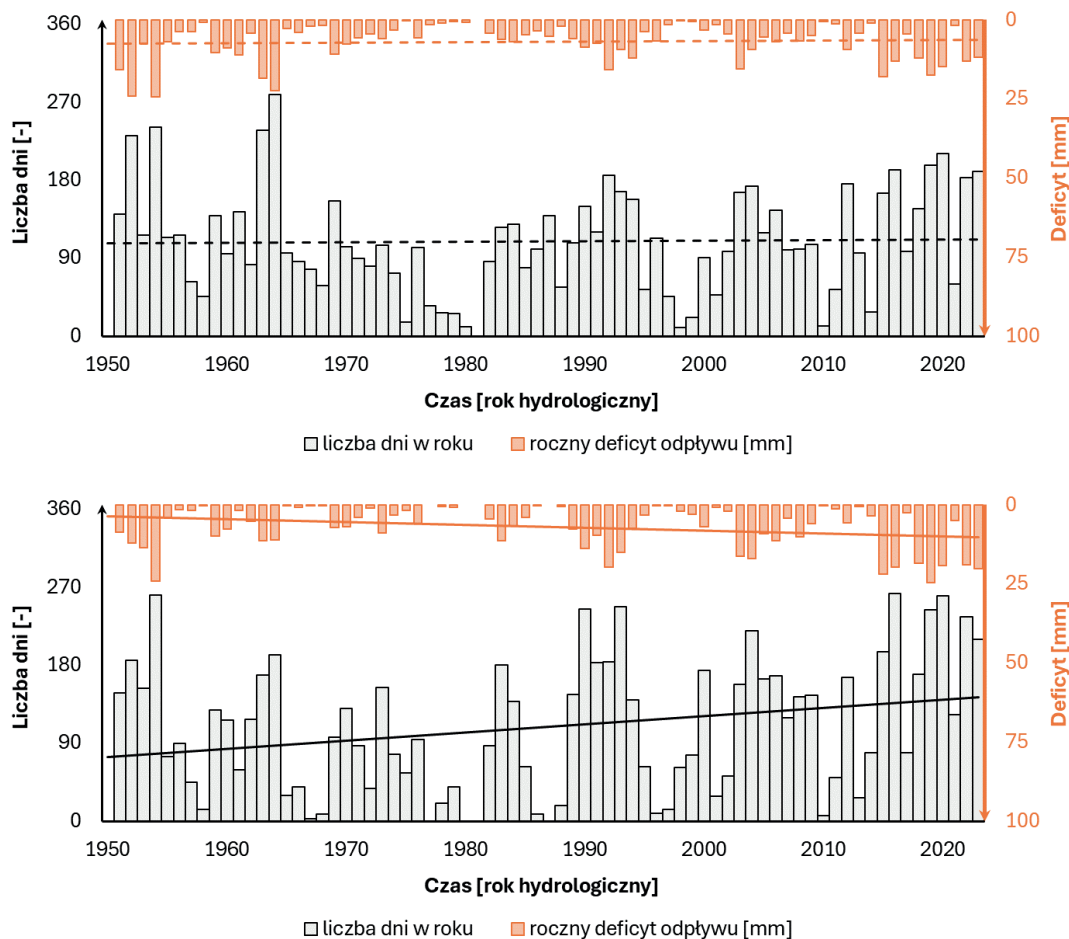 360
270
180
90
0
Liczba dni [-]
0
25
50
75
100
Deficyt [mm]
1950 1960 1970 1980 1990 2000 2010 2020
Czas [rok hydrologiczny]
liczba dni w roku roczny deficyt odpływu [mm]
360
270
180
90
0
Liczba dni [-]
0
25
50
75
100
Deficyt [mm]
1950 1960 1970 1980 1990 2000 2010 2020
Czas [rok hydrologiczny]
liczba dni w roku roczny deficyt odpływu [mm]